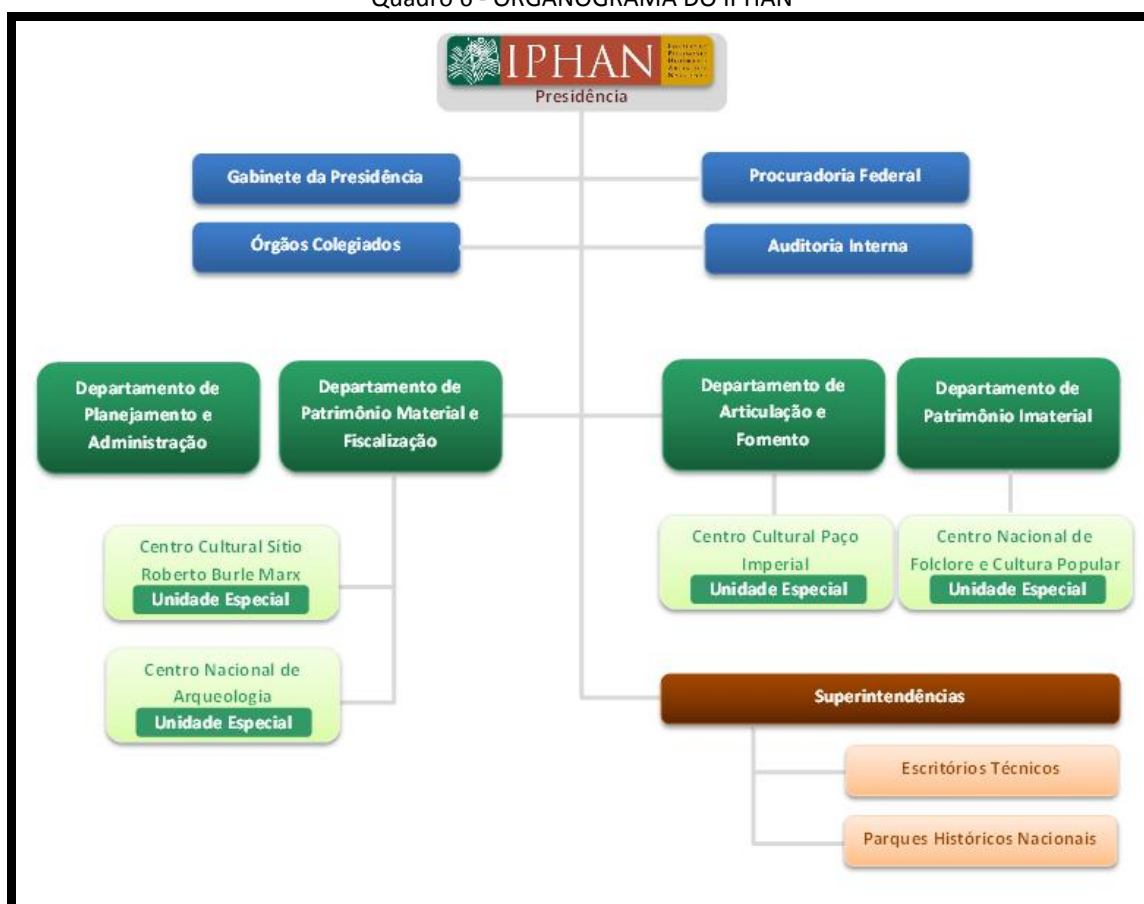 Quadro 6 - ORGANOGRAMA DO IPHAN
IPHAN
Presidência
Gabinete da Presidência
Procuradoria Federal
Órgãos Colegiados
Auditoria Interna
Departamento de
Planejamento e
Administração
Departamento de
Patrimônio Material e
Fiscalização
Departamento de
Articulação e
Fomento
Departamento de
Patrimônio Imaterial
Centro Cultural Sítio
Roberto Burle Marx
Unidade Especial
Centro Cultural Paço
Imperial
Unidade Especial
Centro Nacional de
Folclore e Cultura Popular
Unidade Especial
Centro Nacional de
Arqueologia
Unidade Especial
Superintendências
Escritórios Técnicos
Parques Históricos Nacionais